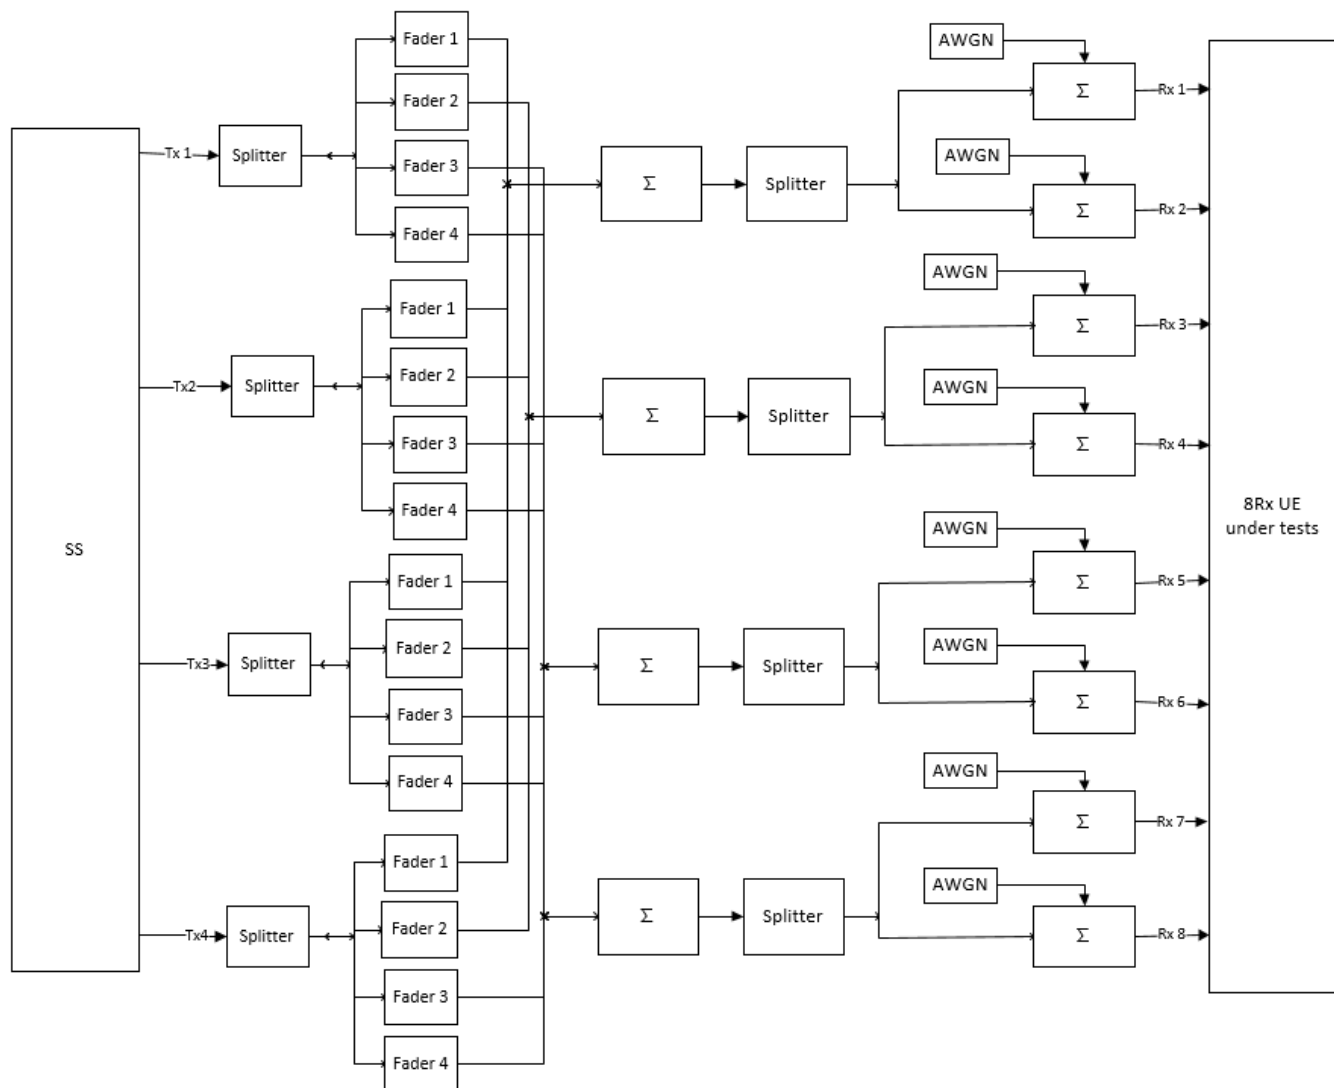 SS
Tx 1
Splitter
Fader 1
Fader 2
Fader 3
Fader 4
Tx2
Splitter
Fader 1
Fader 2
Fader 3
Fader 4
Tx3
Splitter
Fader 1
Fader 2
Fader 3
Fader 4
Tx4
Splitter
Fader 1
Fader 2
Fader 3
Fader 4
Σ
Splitter
AWGN
Σ
Rx 1
AWGN
Σ
Rx 2
Σ
Splitter
AWGN
Σ
Rx 3
AWGN
Σ
Rx 4
Σ
Splitter
AWGN
Σ
Rx 5
AWGN
Σ
Rx 6
Σ
Splitter
AWGN
Σ
Rx 7
AWGN
Σ
Rx 8
8Rx UE
under tests